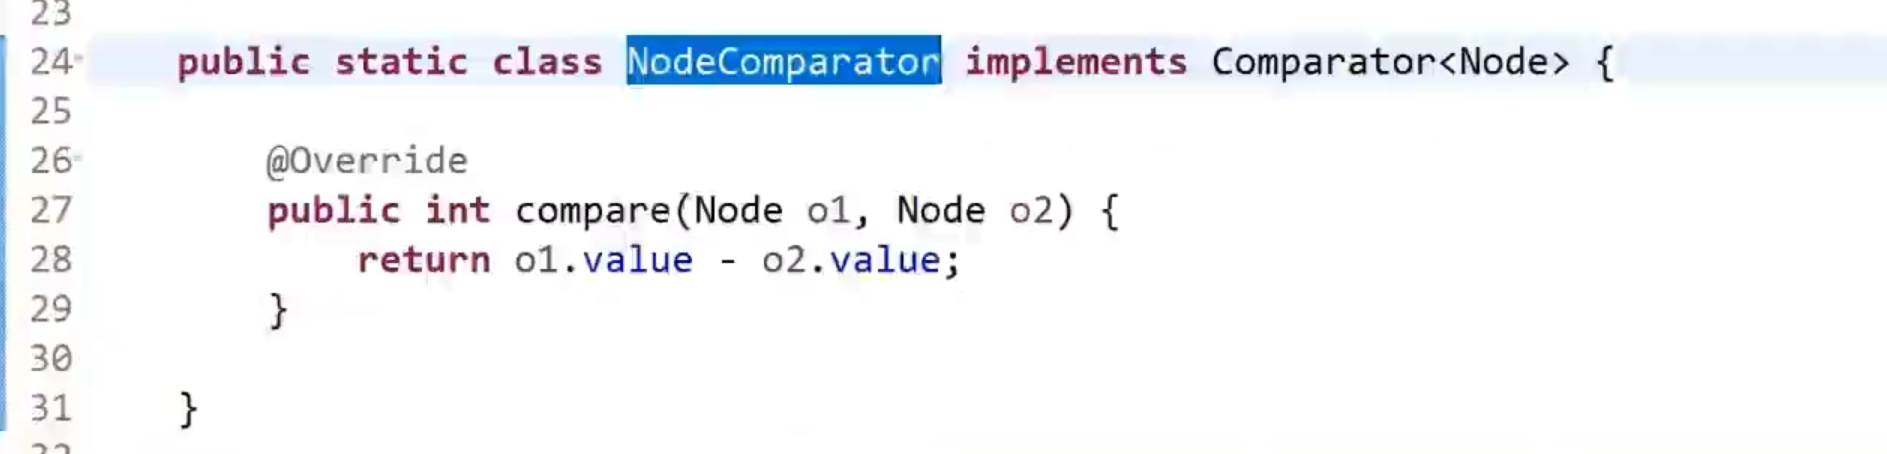 23
24 public static class NodeComparator implements Comparator<Node> {
25
26 @Override
27 public int compare(Node o1, Node o2) {
28 return o1.value - o2.value;
29 }
30
31 }
32